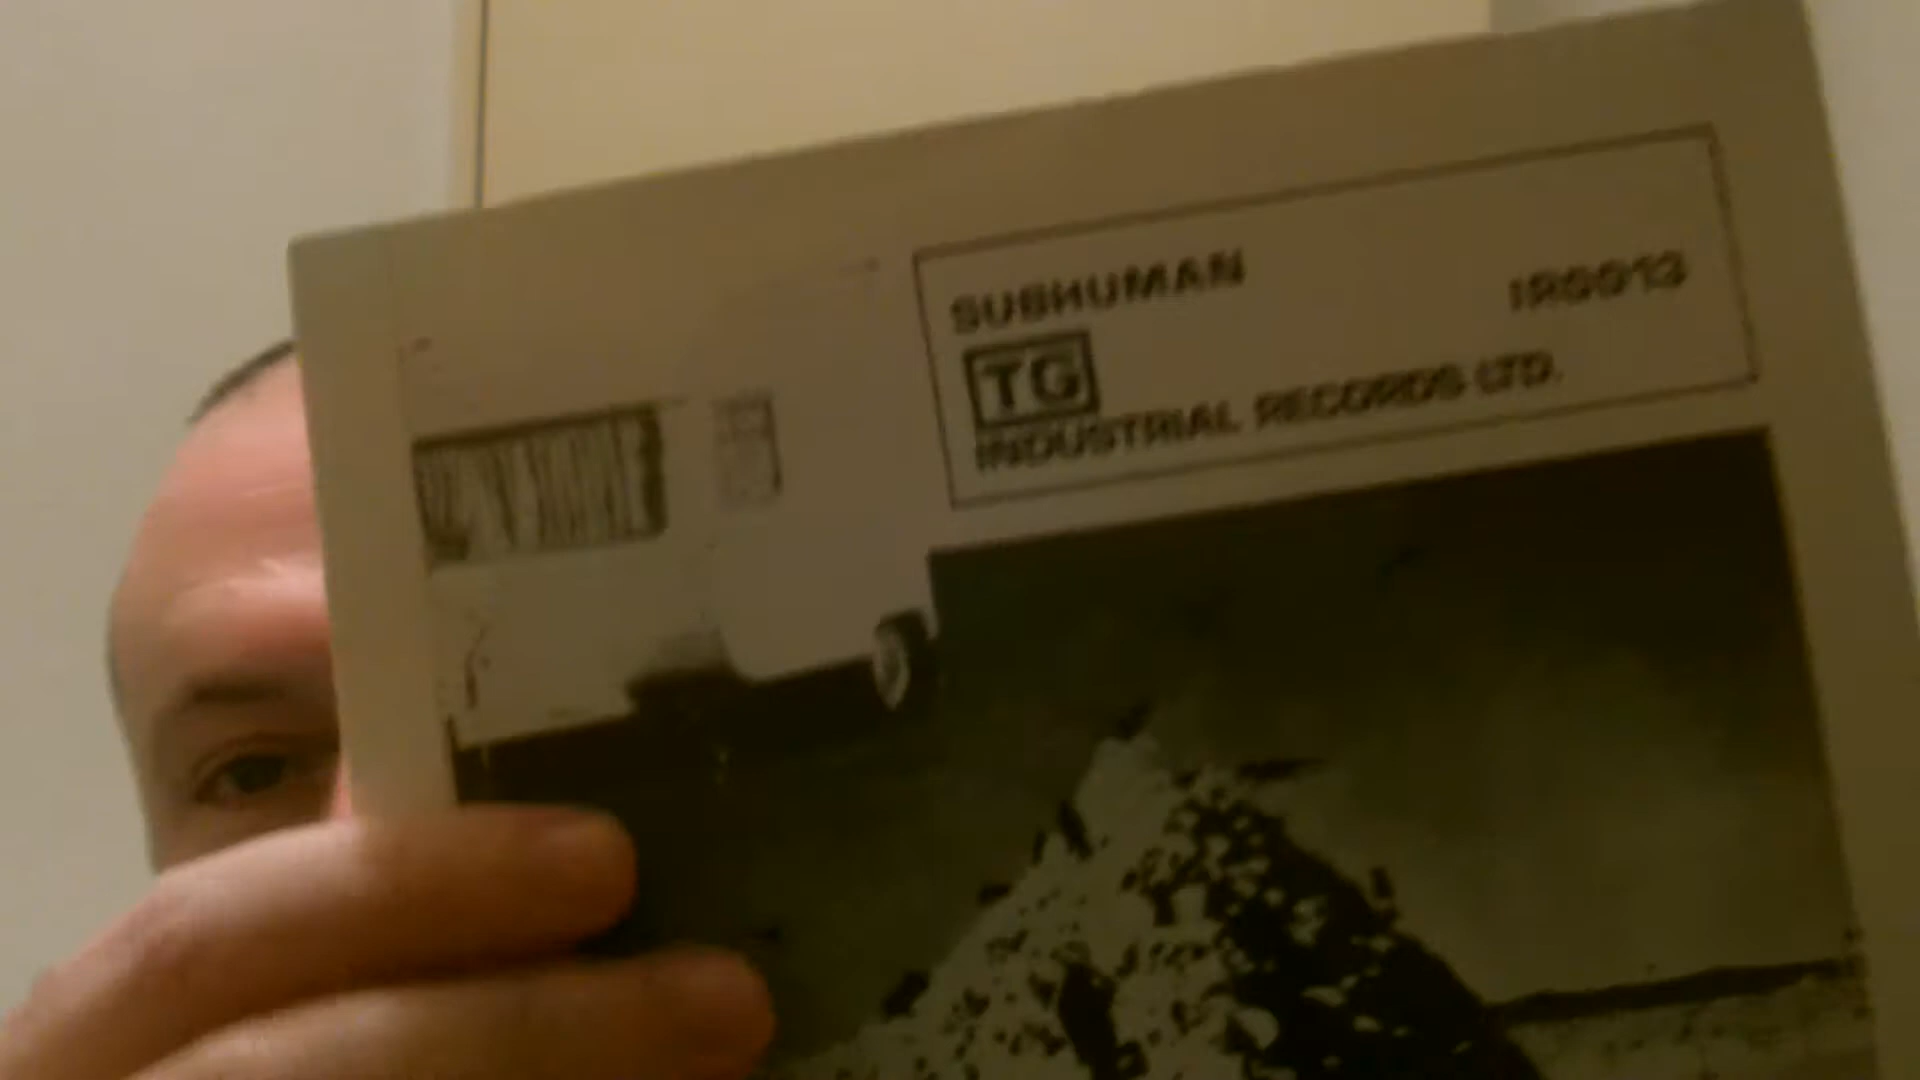 SUBHUMAN
IR0013
TG
INDUSTRIAL RECORDS LTD.